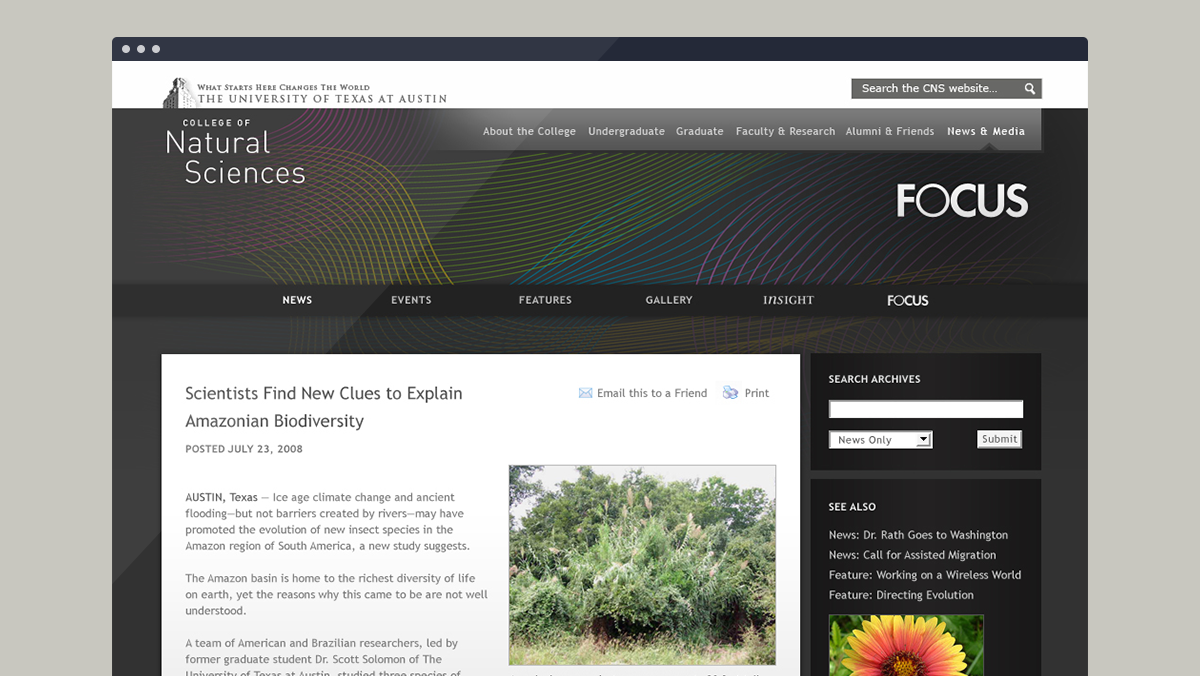 WHAT STARTS HERE CHANGES THE WORLD
THE UNIVERSITY OF TEXAS AT AUSTIN
Search the CNS website...
COLLEGE OF
Natural
Sciences
About the College Undergraduate Graduate Faculty & Research Alumni & Friends News & Media
FOCUS
NEWS EVENTS FEATURES GALLERY INSIGHT FOCUS
Scientists Find New Clues to Explain
Amazonian Biodiversity
Email this to a Friend Print
POSTED JULY 23, 2008
AUSTIN, Texas — Ice age climate change and ancient
flooding—but not barriers created by rivers—may have
promoted the evolution of new insect species in the
Amazon region of South America, a new study suggests.
The Amazon basin is home to the richest diversity of life
on earth, yet the reasons why this came to be are not well
understood.
A team of American and Brazilian researchers, led by
former graduate student Dr. Scott Solomon of The
University of Texas at Austin, studied three species of
SEARCH ARCHIVES
News Only Submit
SEE ALSO
News: Dr. Rath Goes to Washington
News: Call for Assisted Migration
Feature: Working on a Wireless World
Feature: Directing Evolution